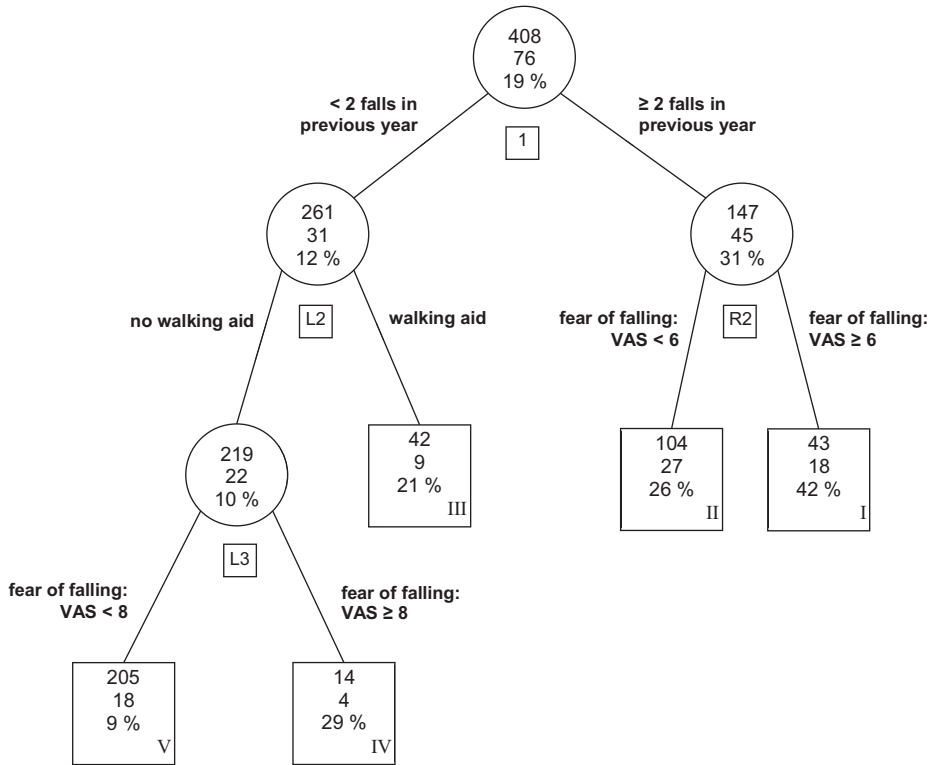 408
76
19 %
< 2 falls in
previous year
≥ 2 falls in
previous year
1
261
31
12 %
147
45
31 %
no walking aid
L2
walking aid
fear of falling:
VAS < 6
R2
fear of falling:
VAS ≥ 6
219
22
10 %
42
9
21 %
III
104
27
26 %
II
43
18
42 %
I
L3
fear of falling:
VAS < 8
fear of falling:
VAS ≥ 8
205
18
9 %
V
14
4
29 %
IV